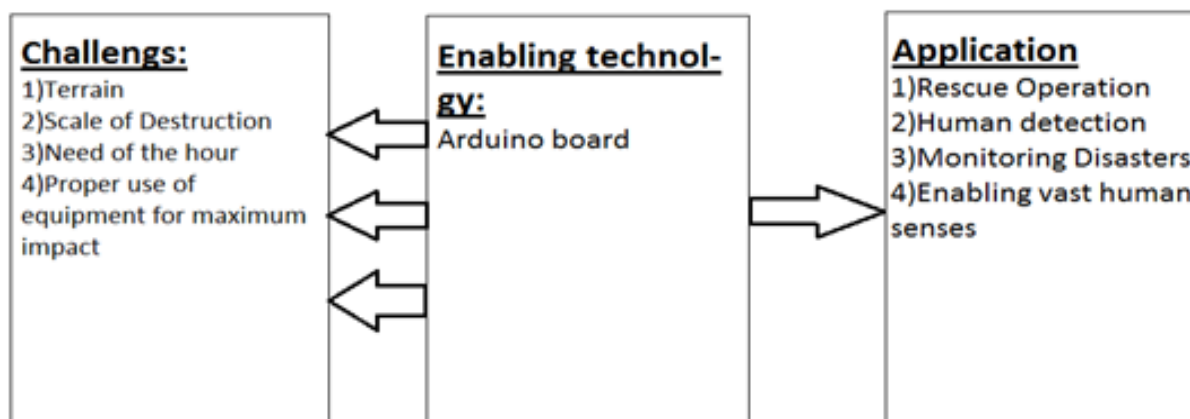 Challengs:
1)Terrain
2)Scale of Destruction
3)Need of the hour
4)Proper use of
equipment for maximum
impact
Enabling technol-
gy:
Arduino board
Application
1)Rescue Operation
2)Human detection
3)Monitoring Disasters
4)Enabling vast human
senses